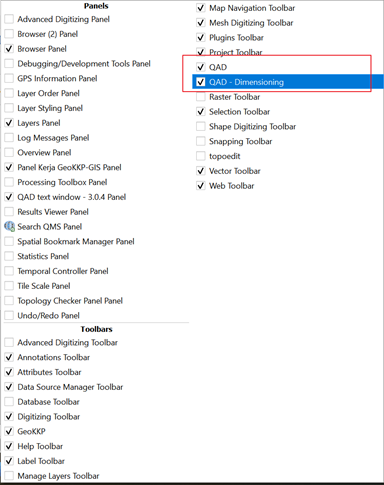 Panels
Advanced Digitizing Panel
Browser (2) Panel
Browser Panel
Debugging/Development Tools Panel
GPS Information Panel
Layer Order Panel
Layer Styling Panel
Layers Panel
Log Messages Panel
Overview Panel
Panel Kerja GeoKKP-GIS Panel
Processing Toolbox Panel
QAD text window - 3.0.4 Panel
Results Viewer Panel
Search QMS Panel
Spatial Bookmark Manager Panel
Statistics Panel
Temporal Controller Panel
Tile Scale Panel
Topology Checker Panel Panel
Undo/Redo Panel
Toolbars
Advanced Digitizing Toolbar
Annotations Toolbar
Attributes Toolbar
Data Source Manager Toolbar
Database Toolbar
Digitizing Toolbar
GeoKKP
Help Toolbar
Label Toolbar
Manage Layers Toolbar
Map Navigation Toolbar
Mesh Digitizing Toolbar
Plugins Toolbar
Project Toolbar
QAD
QAD - Dimensioning
Raster Toolbar
Selection Toolbar
Shape Digitizing Toolbar
Snapping Toolbar
topoedit
Vector Toolbar
Web Toolbar